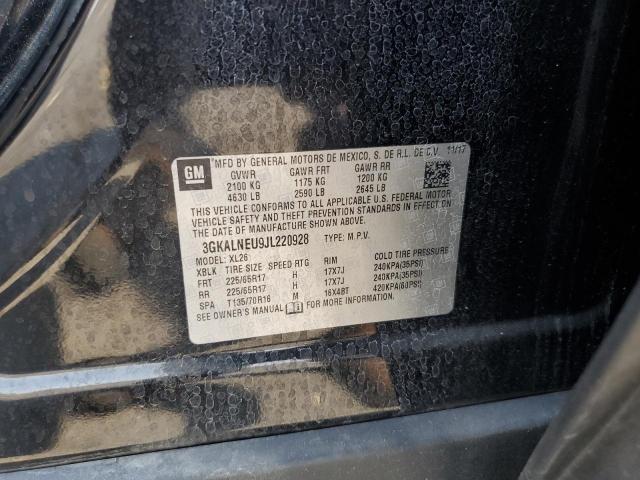 GM
MFD BY GENERAL MOTORS DE MEXICO, S. DE R.L. DE C.V. 11/17
GVWR GAWR FRT GAWR RR
2100 KG 1175 KG 1200 KG
4630 LB 2590 LB 2645 LB
THIS VEHICLE CONFORMS TO ALL APPLICABLE U.S. FEDERAL MOTOR
VEHICLE SAFETY AND THEFT PREVENTION STANDARDS IN EFFECT ON
THE DATE OF MANUFACTURE SHOWN ABOVE.
3GKALNEU9JL220928 TYPE: M.P.V.
MODEL: XL26
XBLK TIRE SIZE SPEED RTG RIM COLD TIRE PRESSURE
FRT 225/65R17 H 17X7J 240KPA(35PSI)
RR 225/65R17 H 17X7J 240KPA(35PSI)
SPA T135/70R16 M 16X4BT 420KPA(60PSI)
SEE OWNER'S MANUAL FOR MORE INFORMATION.